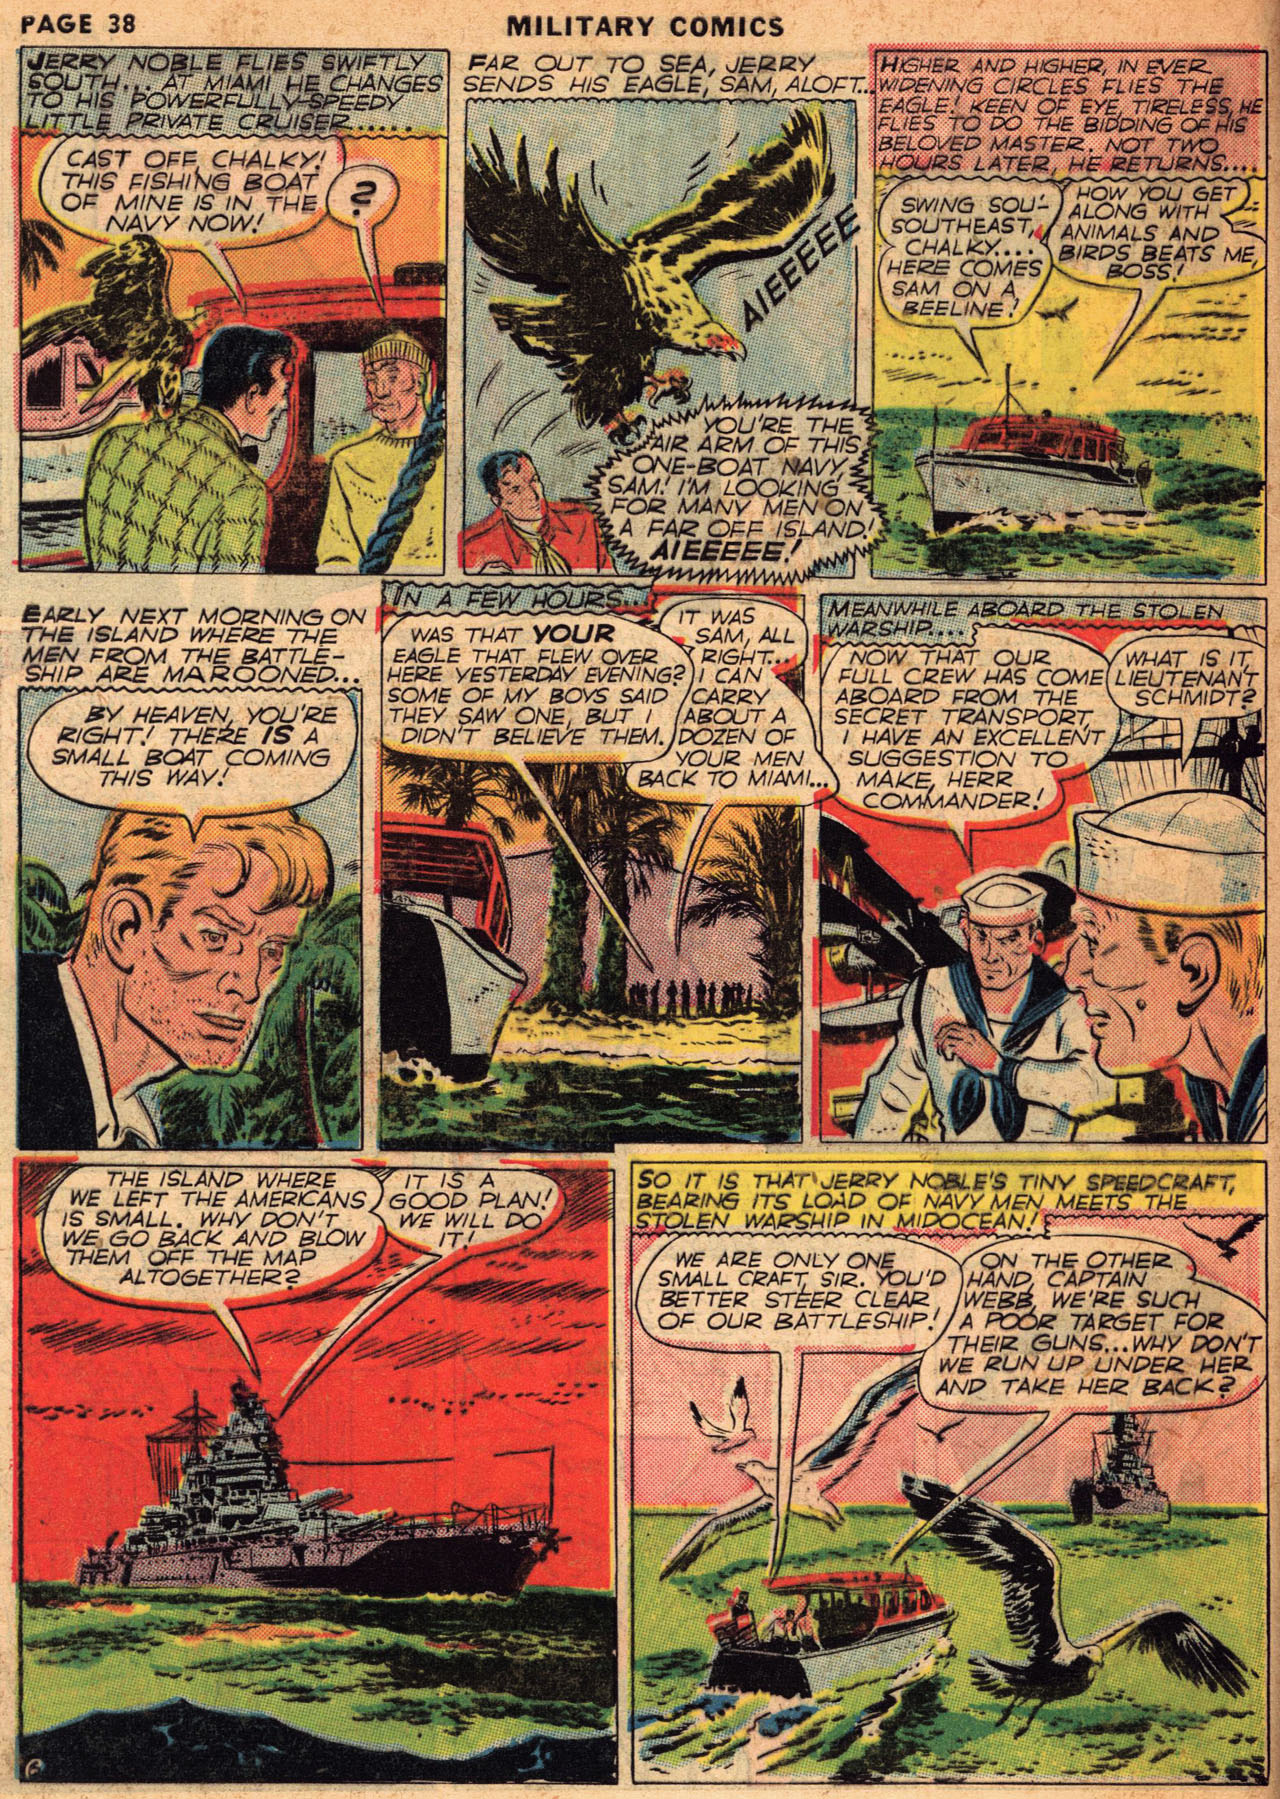 PAGE 38
MILITARY COMICS
JERRY NOBLE FLIES SWIFTLY
SOUTH... AT MIAMI HE CHANGES
TO HIS POWERFULLY-SPEEDY
LITTLE PRIVATE CRUISER.....
CAST OFF, CHALKY!
THIS FISHING BOAT
OF MINE IS IN THE
NAVY NOW!
?
FAR OUT TO SEA, JERRY
SENDS HIS EAGLE, SAM, ALOFT...
AIEEEEE
YOU'RE THE
AIR ARM OF THIS
ONE-BOAT NAVY,
SAM! I'M LOOKING
FOR MANY MEN ON
A FAR OFF ISLAND!
AIEEEEEE!
HIGHER AND HIGHER, IN EVER
WIDENING CIRCLES FLIES THE
EAGLE! KEEN OF EYE, TIRELESS, HE
FLIES TO DO THE BIDDING OF HIS
BELOVED MASTER. NOT TWO
HOURS LATER, HE RETURNS....
SWING SOU'-
SOUTHEAST,
CHALKY....
HERE COMES
SAM ON A
BEELINE!
HOW YOU GET
ALONG WITH
ANIMALS AND
BIRDS BEATS ME,
BOSS!
EARLY NEXT MORNING ON
THE ISLAND WHERE THE
MEN FROM THE BATTLE-
SHIP ARE MAROONED...
BY HEAVEN, YOU'RE
RIGHT! THERE IS A
SMALL BOAT COMING
THIS WAY!
IN A FEW HOURS...
WAS THAT YOUR
EAGLE THAT FLEW OVER
HERE YESTERDAY EVENING?
SOME OF MY BOYS SAID
THEY SAW ONE, BUT I
DIDN'T BELIEVE THEM.
IT WAS
SAM, ALL
RIGHT...
I CAN
CARRY
ABOUT A
DOZEN OF
YOUR MEN
BACK TO MIAMI...
MEANWHILE ABOARD THE STOLEN
WARSHIP....
NOW THAT OUR
FULL CREW HAS COME
ABOARD FROM THE
SECRET TRANSPORT,
I HAVE AN EXCELLENT
SUGGESTION TO
MAKE, HERR
COMMANDER!
WHAT IS IT,
LIEUTENANT
SCHMIDT?
THE ISLAND WHERE
WE LEFT THE AMERICANS
IS SMALL. WHY DON'T
WE GO BACK AND BLOW
THEM OFF THE MAP
ALTOGETHER?
IT IS A
GOOD PLAN!
WE WILL DO
IT!
6
SO IT IS THAT JERRY NOBLE'S TINY SPEEDCRAFT,
BEARING ITS LOAD OF NAVY MEN MEETS THE
STOLEN WARSHIP IN MIDOCEAN!
WE ARE ONLY ONE
SMALL CRAFT, SIR. YOU'D
BETTER STEER CLEAR
OF OUR BATTLESHIP!
ON THE OTHER
HAND, CAPTAIN
WEBB, WE'RE SUCH
A POOR TARGET FOR
THEIR GUNS...WHY DON'T
WE RUN UP UNDER HER
AND TAKE HER BACK?